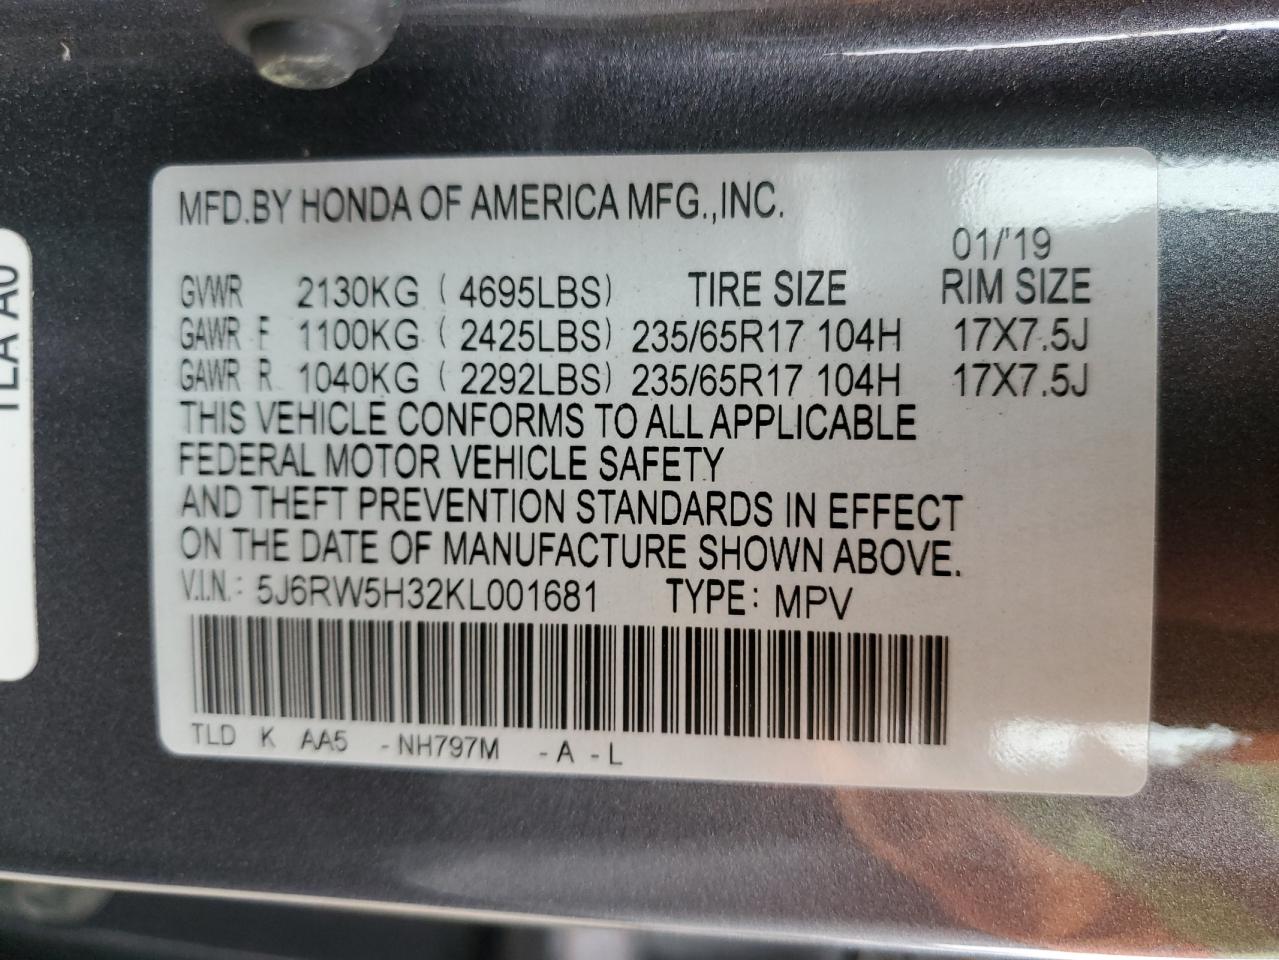 MFD.BY HONDA OF AMERICA MFG.,INC.
01/'19
GVWR 2130KG ( 4695LBS) TIRE SIZE RIM SIZE
GAWR F 1100KG ( 2425LBS) 235/65R17 104H 17X7.5J
GAWR R 1040KG ( 2292LBS) 235/65R17 104H 17X7.5J
THIS VEHICLE CONFORMS TO ALL APPLICABLE
FEDERAL MOTOR VEHICLE SAFETY
AND THEFT PREVENTION STANDARDS IN EFFECT
ON THE DATE OF MANUFACTURE SHOWN ABOVE.
V.I.N.: 5J6RW5H32KL001681 TYPE: MPV
TLD K AA5 -NH797M -A -L
TLA A0